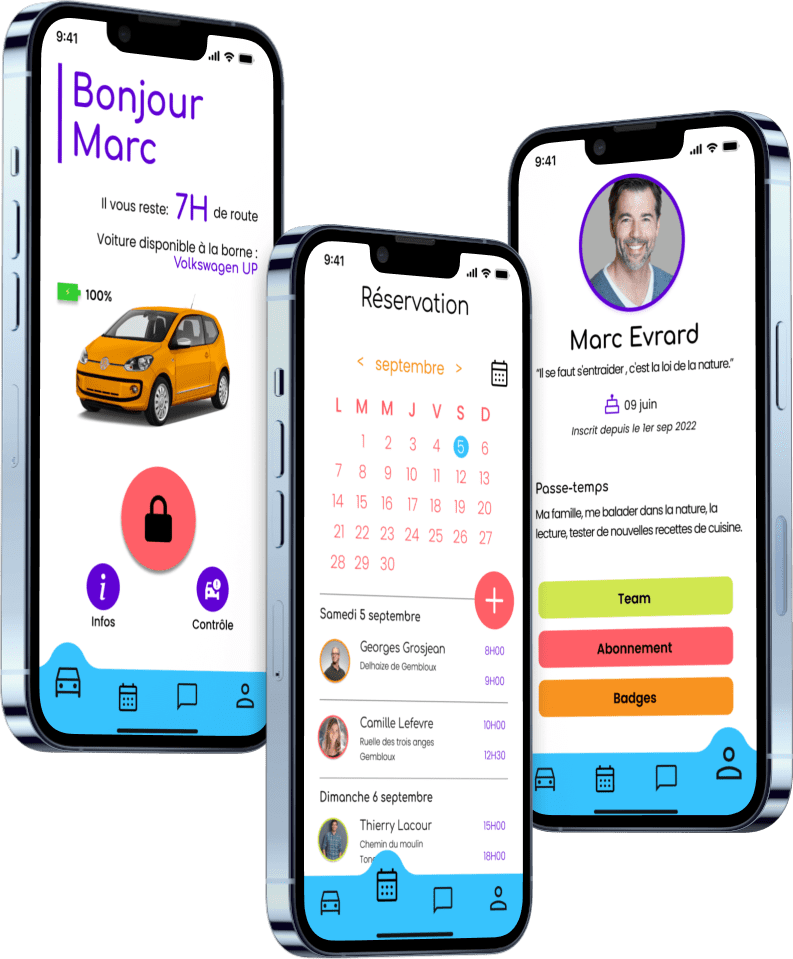 9:41
Bonjour
Marc
Il vous reste: 7H de route
Voiture disponible à la borne :
Volkswagen UP
100%
i
Infos
Contrôle
9:41
Réservation
< septembre >
L M M J V S D
1 2 3 4 5 6
7 8 9 10 11 12 13
14 15 16 17 18 19 20
21 22 23 24 25 26 27
28 29 30
+
Samedi 5 septembre
Georges Grosjean 8H00
Delhaize de Gembloux
9H00
Camille Lefevre 10H00
Ruelle des trois anges
Gembloux 12H30
Dimanche 6 septembre
Thierry Lacour 15H00
Chemin du moulin
18H00
9:41
Marc Evrard
“Il se faut s'entraider , c'est la loi de la nature.”
09 juin
Inscrit depuis le 1er sep 2022
Passe-temps
Ma famille, me balader dans la nature, la
lecture, tester de nouvelles recettes de cuisine.
Team
Abonnement
Badges